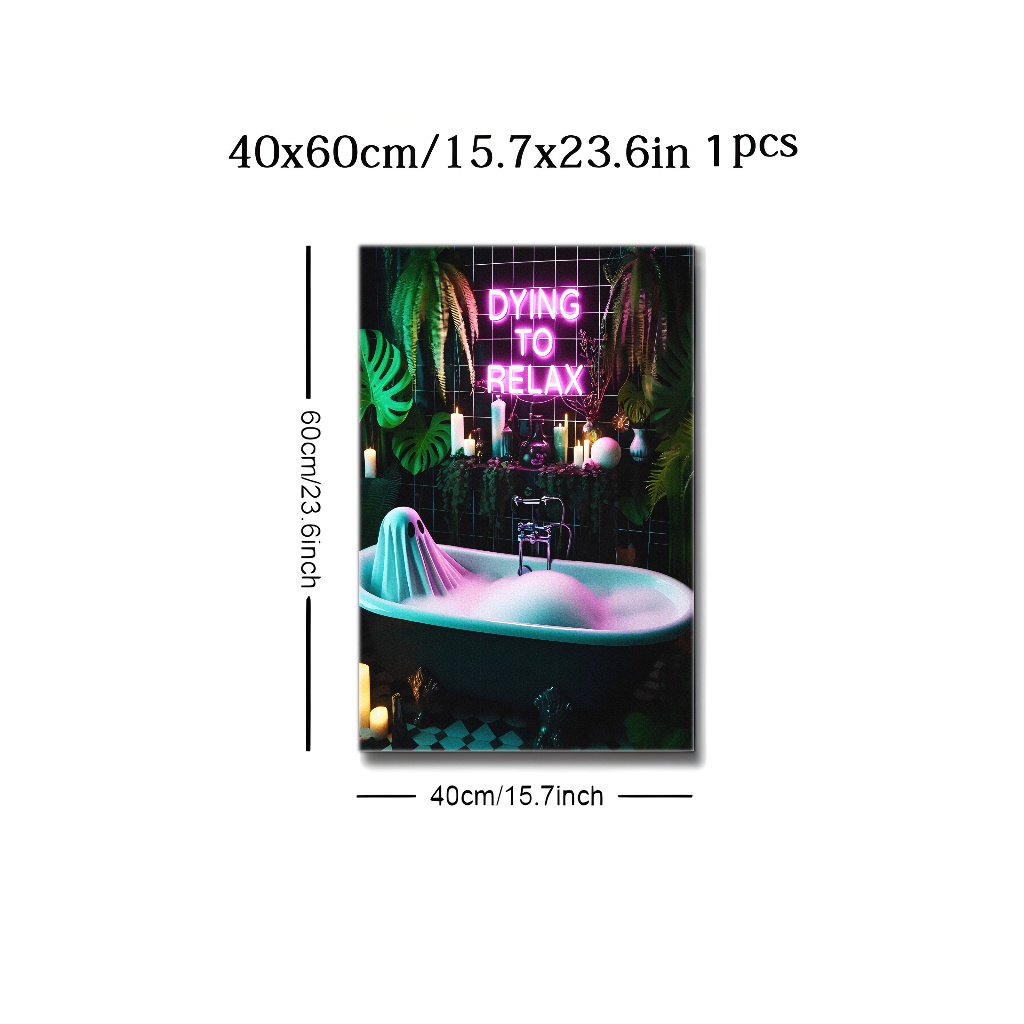 40x60cm/15.7x23.6in 1pcs
DYING
TO
RELAX
60cm/23.6inch
40cm/15.7inch